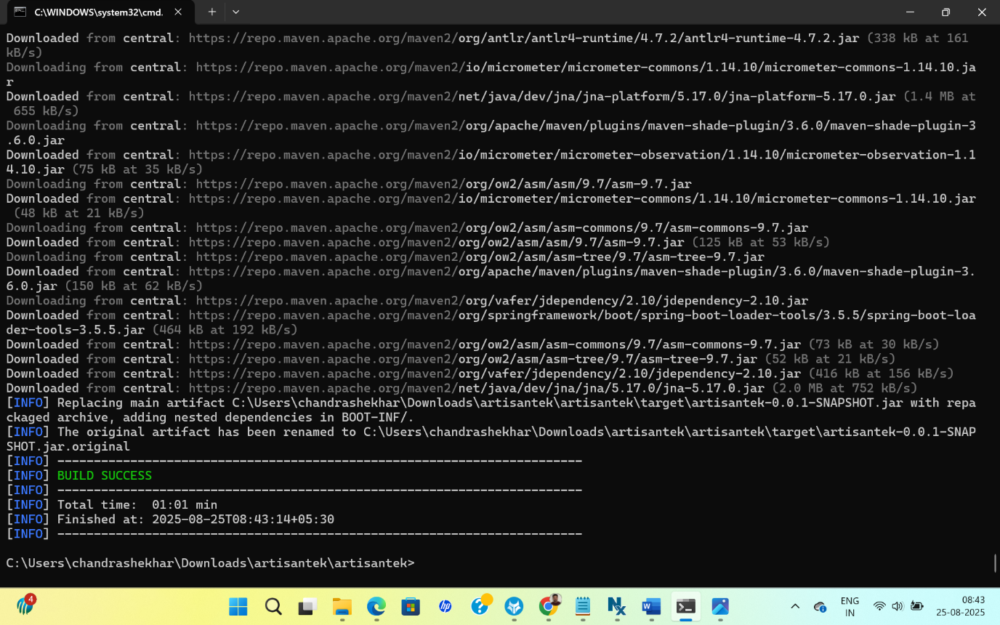 C:\WINDOWS\system32\cmd.
Downloaded from central: https://repo.maven.apache.org/maven2/org/antlr/antlr4-runtime/4.7.2/antlr4-runtime-4.7.2.jar (338 kB at 161
kB/s)
Downloading from central: https://repo.maven.apache.org/maven2/io/micrometer/micrometer-commons/1.14.10/micrometer-commons-1.14.10.ja
r
Downloaded from central: https://repo.maven.apache.org/maven2/net/java/dev/jna/jna-platform/5.17.0/jna-platform-5.17.0.jar (1.4 MB at
655 kB/s)
Downloading from central: https://repo.maven.apache.org/maven2/org/apache/maven/plugins/maven-shade-plugin/3.6.0/maven-shade-plugin-3
.6.0.jar
Downloaded from central: https://repo.maven.apache.org/maven2/io/micrometer/micrometer-observation/1.14.10/micrometer-observation-1.1
4.10.jar (75 kB at 35 kB/s)
Downloading from central: https://repo.maven.apache.org/maven2/org/ow2/asm/asm/9.7/asm-9.7.jar
Downloaded from central: https://repo.maven.apache.org/maven2/io/micrometer/micrometer-commons/1.14.10/micrometer-commons-1.14.10.jar
(48 kB at 21 kB/s)
Downloading from central: https://repo.maven.apache.org/maven2/org/ow2/asm/asm-commons/9.7/asm-commons-9.7.jar
Downloaded from central: https://repo.maven.apache.org/maven2/org/ow2/asm/asm/9.7/asm-9.7.jar (125 kB at 53 kB/s)
Downloading from central: https://repo.maven.apache.org/maven2/org/ow2/asm/asm-tree/9.7/asm-tree-9.7.jar
Downloaded from central: https://repo.maven.apache.org/maven2/org/apache/maven/plugins/maven-shade-plugin/3.6.0/maven-shade-plugin-3.
6.0.jar (150 kB at 62 kB/s)
Downloading from central: https://repo.maven.apache.org/maven2/org/vafer/jdependency/2.10/jdependency-2.10.jar
Downloaded from central: https://repo.maven.apache.org/maven2/org/springframework/boot/spring-boot-loader-tools/3.5.5/spring-boot-loa
der-tools-3.5.5.jar (464 kB at 192 kB/s)
Downloaded from central: https://repo.maven.apache.org/maven2/org/ow2/asm/asm-commons/9.7/asm-commons-9.7.jar (73 kB at 30 kB/s)
Downloaded from central: https://repo.maven.apache.org/maven2/org/ow2/asm/asm-tree/9.7/asm-tree-9.7.jar (52 kB at 21 kB/s)
Downloaded from central: https://repo.maven.apache.org/maven2/org/vafer/jdependency/2.10/jdependency-2.10.jar (416 kB at 156 kB/s)
Downloaded from central: https://repo.maven.apache.org/maven2/net/java/dev/jna/jna/5.17.0/jna-5.17.0.jar (2.0 MB at 752 kB/s)
[INFO] Replacing main artifact C:\Users\chandrashekhar\Downloads\artisantek\artisantek\target\artisantek-0.0.1-SNAPSHOT.jar with repa
ckaged archive, adding nested dependencies in BOOT-INF/.
[INFO] The original artifact has been renamed to C:\Users\chandrashekhar\Downloads\artisantek\artisantek\target\artisantek-0.0.1-SNAP
SHOT.jar.original
[INFO] ------------------------------------------------------------------------
[INFO] BUILD SUCCESS
[INFO] ------------------------------------------------------------------------
[INFO] Total time:  01:01 min
[INFO] Finished at: 2025-08-25T08:43:14+05:30
[INFO] ------------------------------------------------------------------------
C:\Users\chandrashekhar\Downloads\artisantek\artisantek>
4
hp
W
ENG
IN
08:43
25-08-2025